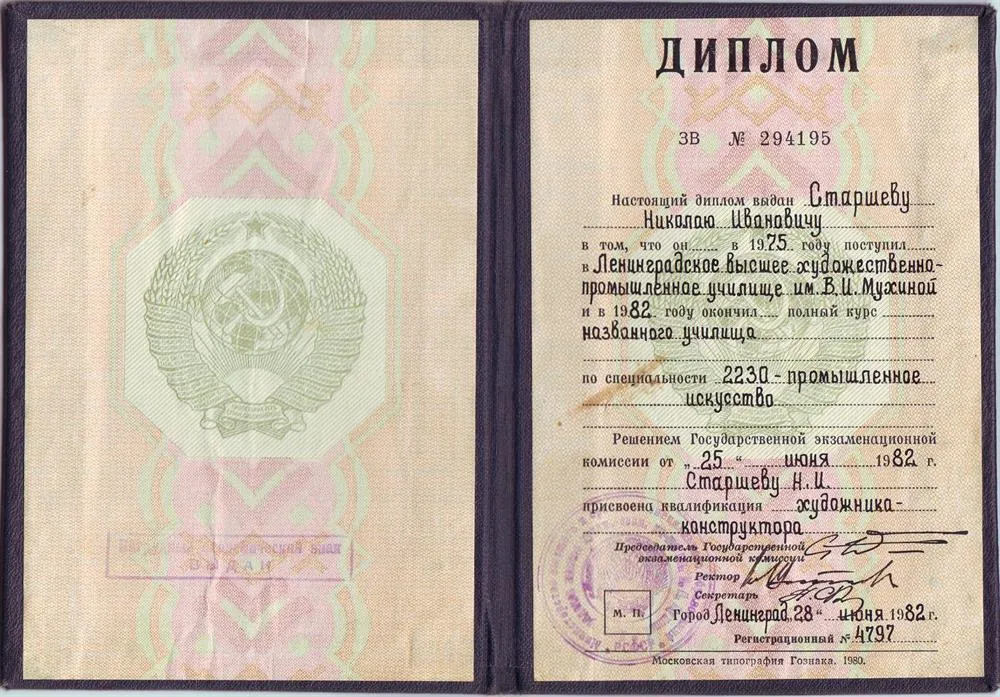 ВЫДАН
ДИПЛОМ
ЗВ № 294195
Настоящий диплом выдан Старшеву
Николаю Ивановичу
в том, что он в 1975 году поступил
в Ленинградское высшее художественно-
промышленное училище им. В. И. Мухиной
и в 1982 году окончил полный курс
названного училища
по специальности 2230 - промышленное
искусство
Решением Государственной экзаменационной
комиссии от „25“ июня 1982 г.
Старшеву Н. И.
присвоена квалификация художника-
конструктора
Председатель Государственной
экзаменационной комиссии
Ректор
Секретарь
М. П. Город Ленинград „28“ июня 1982 г.
РСФСР
Регистрационный № 4797
Московская типография Гознака. 1980.